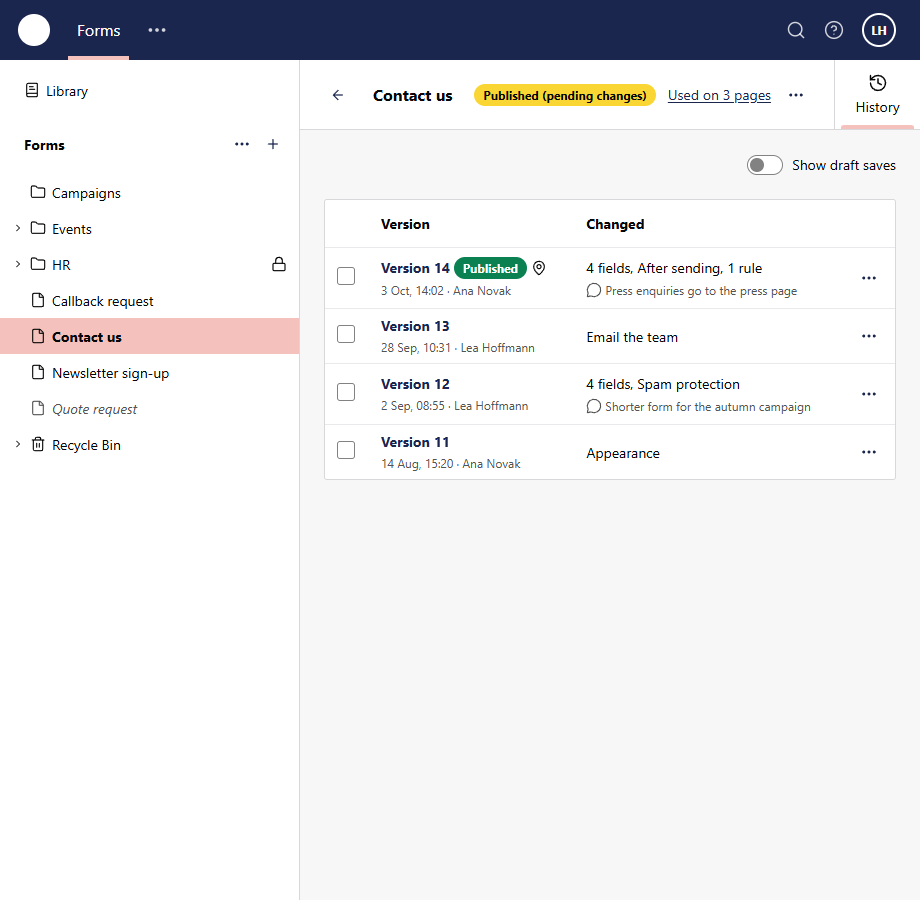 Forms
LH
Library
Forms
Campaigns
Events
HR
Callback request
Contact us
Newsletter sign-up
Quote request
Recycle Bin
Contact us
Published (pending changes)
Used on 3 pages
History
Show draft saves
Version
Changed
Version 14 Published
3 Oct, 14:02 · Ana Novak
4 fields, After sending, 1 rule
Press enquiries go to the press page
Version 13
28 Sep, 10:31 · Lea Hoffmann
Email the team
Version 12
2 Sep, 08:55 · Lea Hoffmann
4 fields, Spam protection
Shorter form for the autumn campaign
Version 11
14 Aug, 15:20 · Ana Novak
Appearance